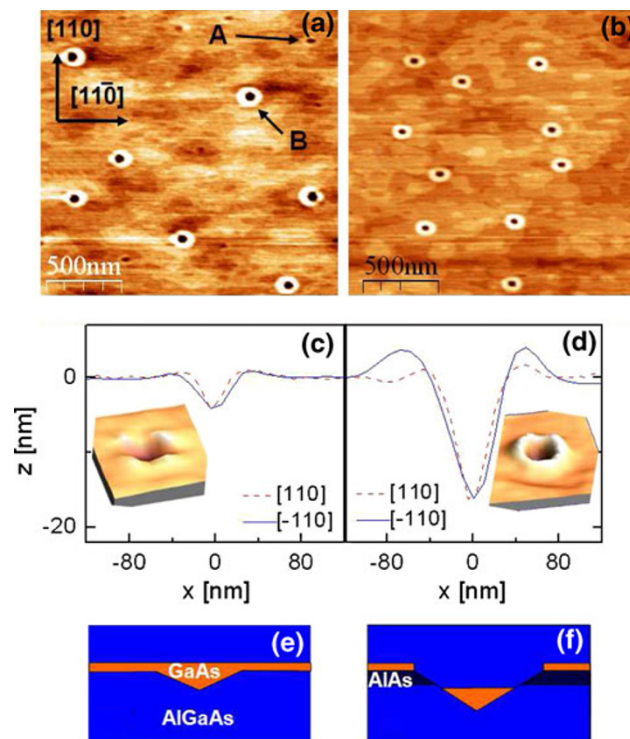 (a)
A
[110]
[11̄0]
B
500nm
(b)
500nm
(c)
(d)
0
-20
z [nm]
[110]
[-110]
[110]
[-110]
-80 0 80
-80 0 80
x [nm]
x [nm]
(e)
GaAs
AlGaAs
(f)
AlAs